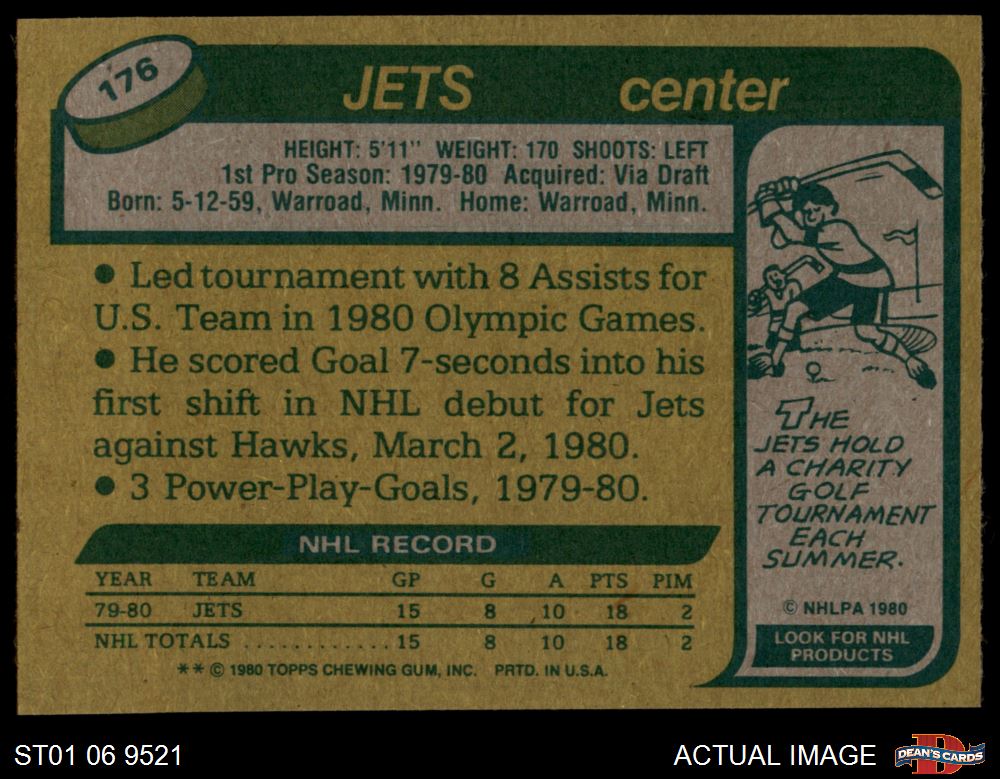 176
JETS center
HEIGHT: 5'11" WEIGHT: 170 SHOOTS: LEFT
1st Pro Season: 1979-80 Acquired: Via Draft
Born: 5-12-59, Warroad, Minn. Home: Warroad, Minn.
● Led tournament with 8 Assists for
U.S. Team in 1980 Olympic Games.
● He scored Goal 7-seconds into his
first shift in NHL debut for Jets
against Hawks, March 2, 1980.
● 3 Power-Play-Goals, 1979-80.
NHL RECORD
YEAR TEAM GP G A PTS PIM
79-80 JETS 15 8 10 18 2
NHL TOTALS ............ 15 8 10 18 2
** © 1980 TOPPS CHEWING GUM, INC. PRTD. IN U.S.A.
THE
JETS HOLD
A CHARITY
GOLF
TOURNAMENT
EACH
SUMMER.
© NHLPA 1980
LOOK FOR NHL
PRODUCTS
ST01 06 9521
ACTUAL IMAGE
DEAN'S CARDS